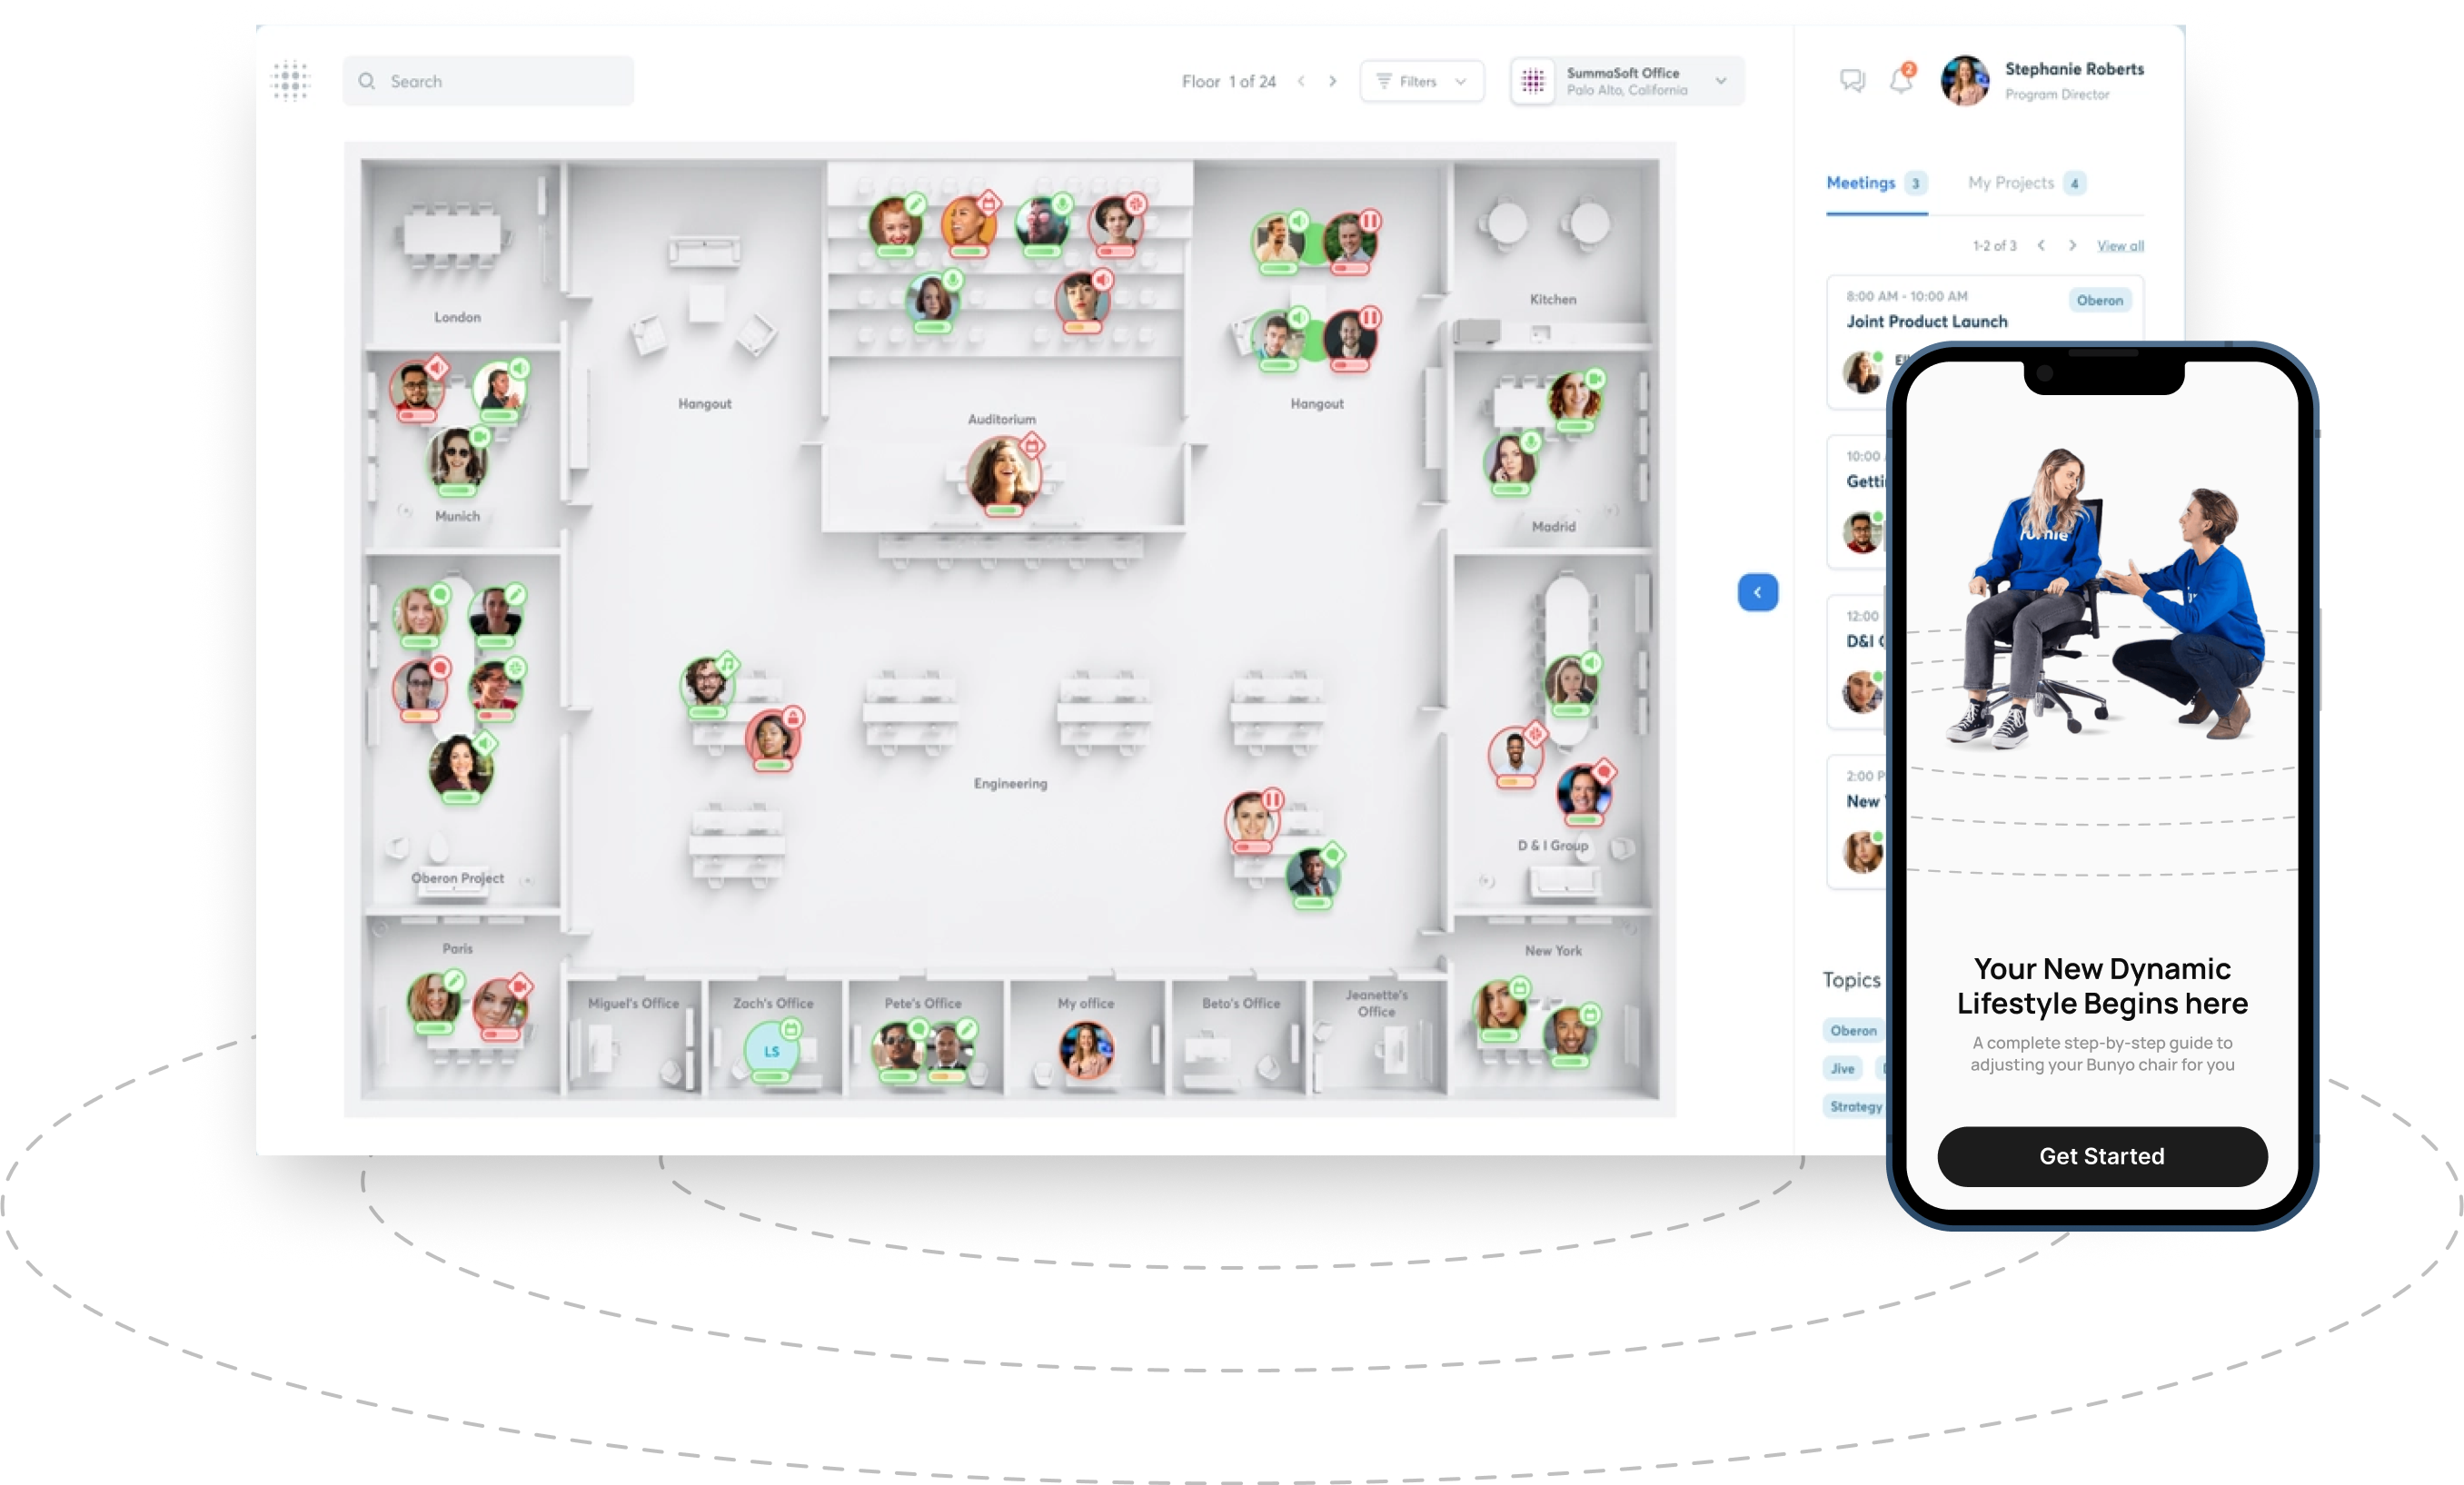 Search
Floor 1 of 24
Filters
SummaSoft Office
Palo Alto, California
2
Stephanie Roberts
Program Director
Meetings 3
My Projects 4
1-2 of 3
View all
8:00 AM - 10:00 AM
Oberon
Joint Product Launch
10:00
12:00
D&I
2:00 P
New
Topics
Oberon
Jive
Strategy
London
Hangout
Auditorium
Hangout
Kitchen
Munich
Madrid
Engineering
Oberon Project
D & I Group
Paris
New York
Miguel's Office
Zach's Office
LS
Pete's Office
My office
Beto's Office
Jeanette's
Office
Your New Dynamic
Lifestyle Begins here
A complete step-by-step guide to
adjusting your Bunyo chair for you
Get Started